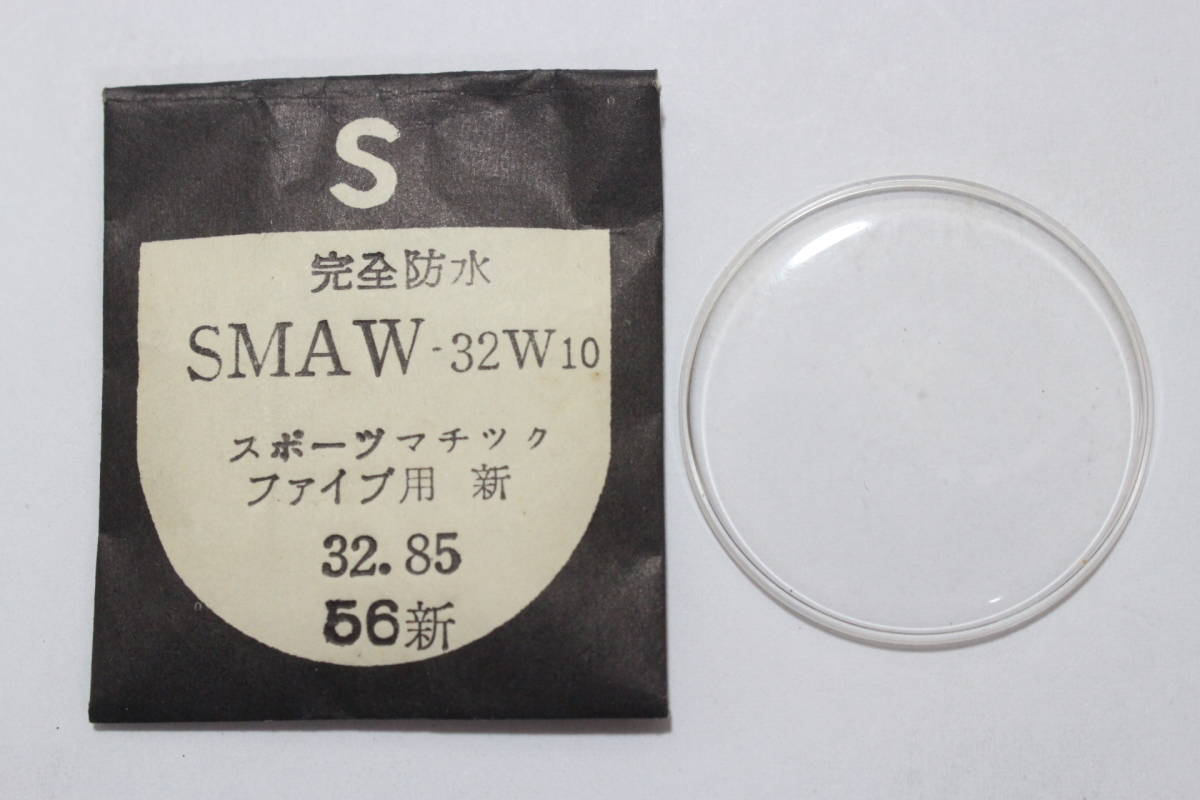 S
完全防水
SMAW-32W10
スポーツマチック
ファイブ用 新
32.85
56新